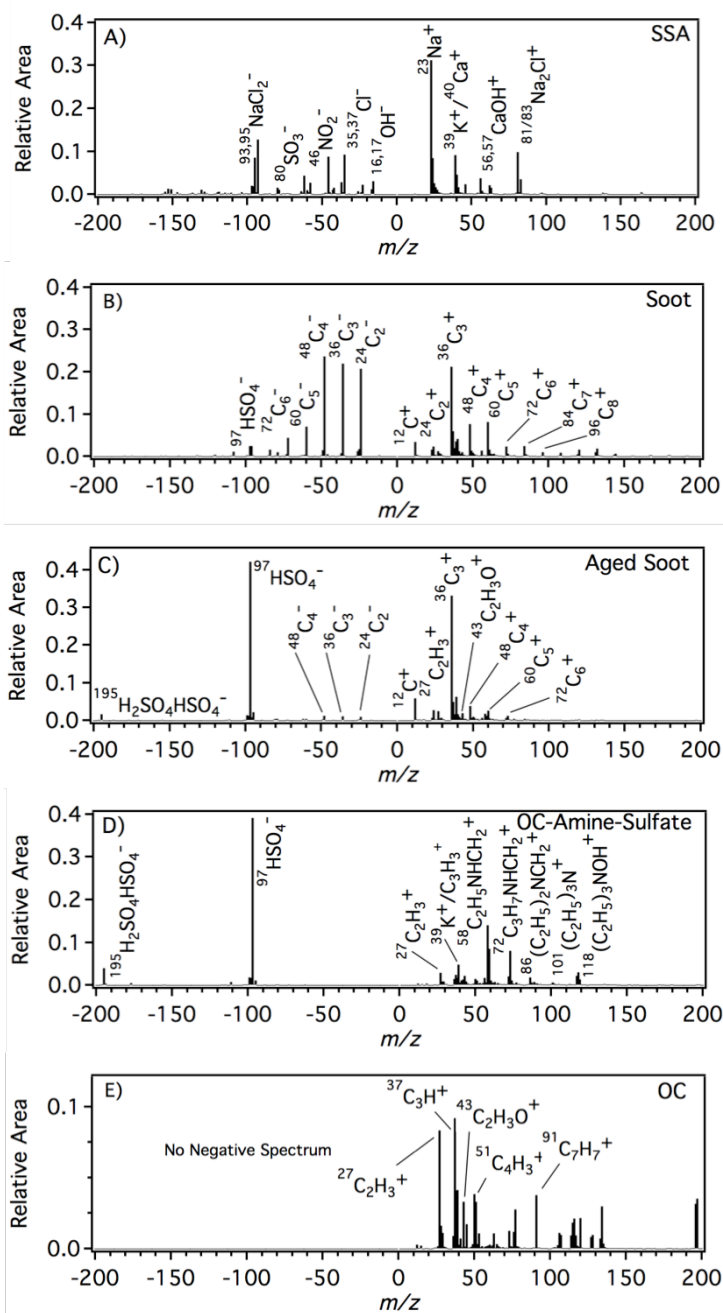 A) SSA
Relative Area
0.4
0.3
0.2
0.1
0.0
93,95NaCl2-
80SO3-
46NO2-
35,37Cl-
16,17OH-
23Na+
39K+/40Ca+
56,57CaOH+
81/83Na2Cl+
-200 -150 -100 -50 0 50 100 150 200
m/z
B) Soot
Relative Area
0.4
0.3
0.2
0.1
0.0
97HSO4-
72C6-
60C5-
48C4-
36C3-
24C2-
12C+
24C2+
36C3+
48C4+
60C5+
72C6+
84C7+
96C8+
-200 -150 -100 -50 0 50 100 150 200
m/z
C) Aged Soot
Relative Area
0.4
0.3
0.2
0.1
0.0
195H2SO4HSO4-
97HSO4-
48C4-
36C3-
24C2-
12C+
27C2H3+
36C3+
43C2H3O+
48C4+
60C5+
72C6+
-200 -150 -100 -50 0 50 100 150 200
m/z
D) OC-Amine-Sulfate
Relative Area
0.4
0.3
0.2
0.1
0.0
195H2SO4HSO4-
97HSO4-
27C2H3+
39K+/C3H3+
58C2H5NHCH2+
72C3H7NHCH2+
86(C2H5)2NCH2+
101(C2H5)3N+
118(C2H5)3NOH+
-200 -150 -100 -50 0 50 100 150 200
m/z
E) OC
Relative Area
0.1
0.0
No Negative Spectrum
27C2H3+
37C3H+
43C2H3O+
51C4H3+
91C7H7+
-200 -150 -100 -50 0 50 100 150 200
m/z